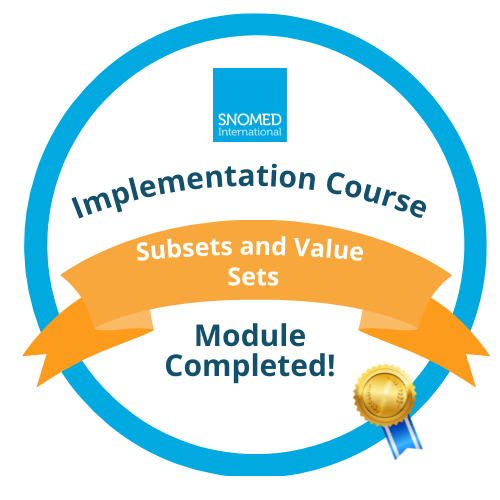 SNOMED
International
Implementation Course
Subsets and Value
Sets
Module
Completed!